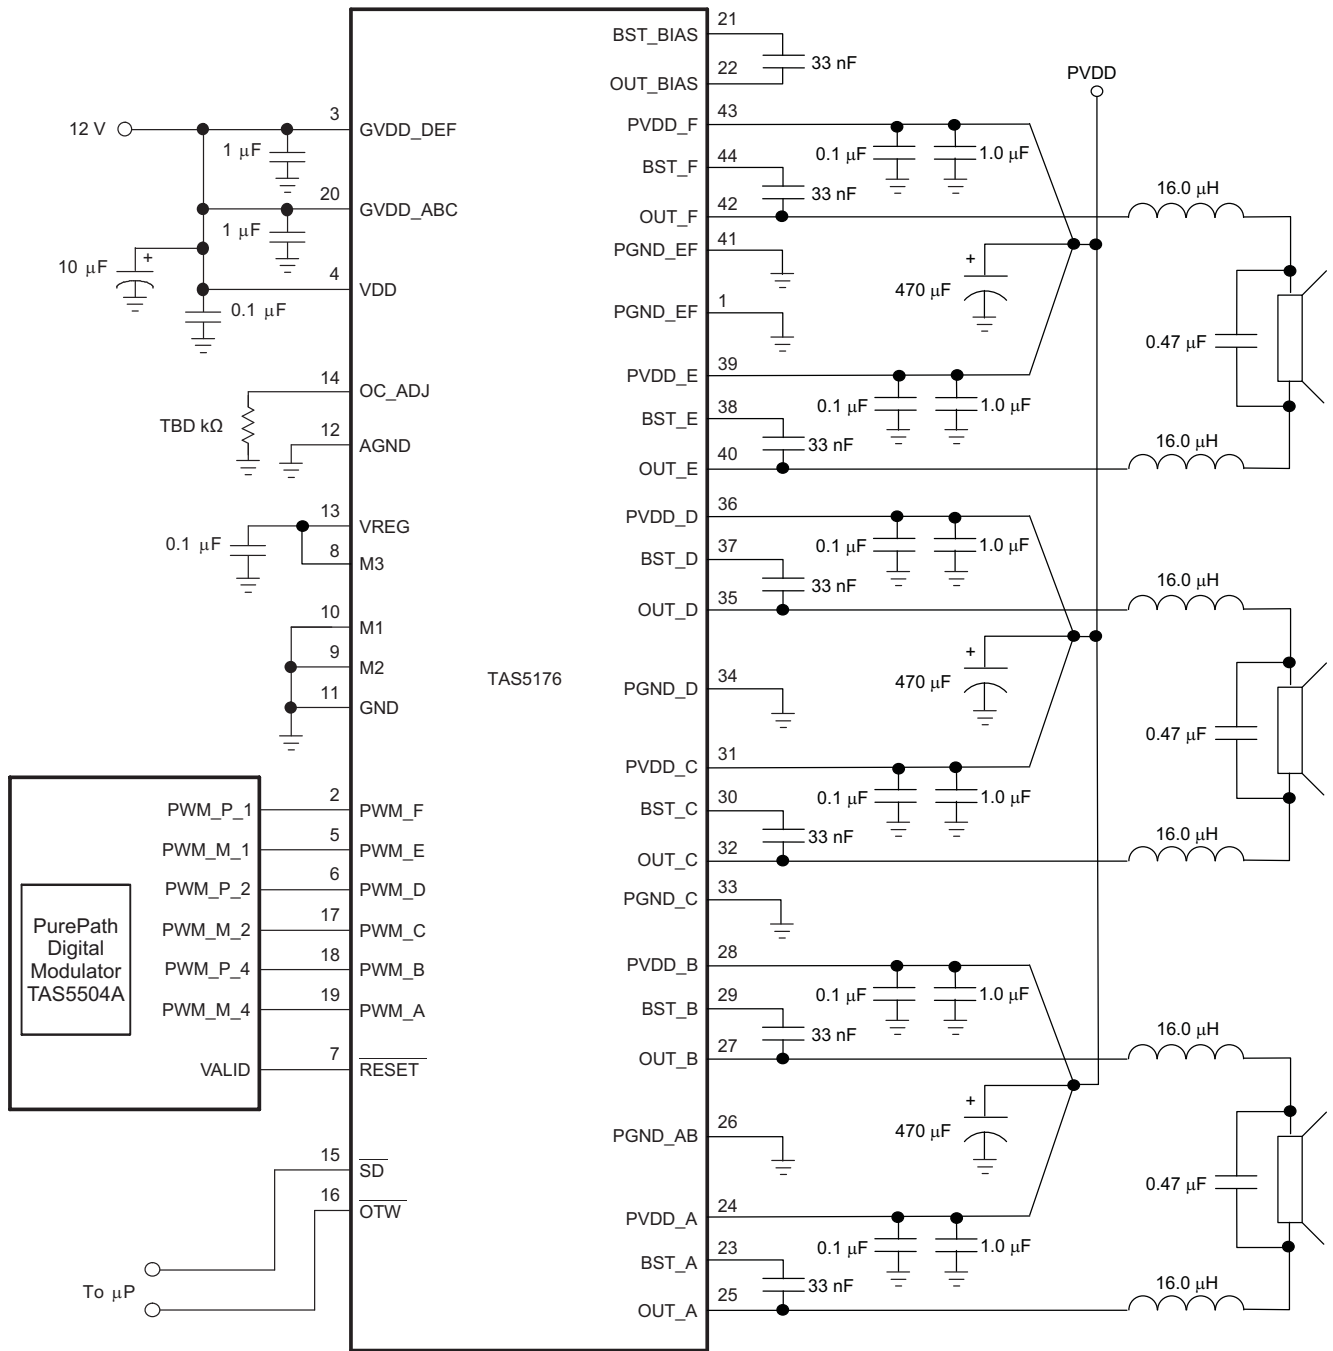 21
BST_BIAS
33 nF
22
OUT_BIAS
PVDD
43
PVDD_F
0.1 μF
1.0 μF
44
BST_F
33 nF
16.0 μH
42
OUT_F
41
PGND_EF
+
470 μF
1
PGND_EF
0.47 μF
39
PVDD_E
0.1 μF
1.0 μF
38
BST_E
33 nF
16.0 μH
40
OUT_E
36
PVDD_D
0.1 μF
1.0 μF
37
BST_D
33 nF
16.0 μH
35
OUT_D
+
470 μF
34
PGND_D
0.47 μF
31
PVDD_C
0.1 μF
1.0 μF
30
BST_C
33 nF
16.0 μH
32
OUT_C
33
PGND_C
28
PVDD_B
0.1 μF
1.0 μF
29
BST_B
33 nF
16.0 μH
27
OUT_B
+
470 μF
26
PGND_AB
0.47 μF
24
PVDD_A
0.1 μF
1.0 μF
23
BST_A
33 nF
16.0 μH
25
OUT_A
TAS5176
12 V
3
GVDD_DEF
1 μF
20
GVDD_ABC
1 μF
10 μF
+
4
VDD
0.1 μF
14
OC_ADJ
TBD kΩ
12
AGND
13
VREG
0.1 μF
8
M3
10
M1
9
M2
11
GND
PWM_P_1
2
PWM_F
PWM_M_1
5
PWM_E
PWM_P_2
6
PWM_D
PWM_M_2
17
PWM_C
PWM_P_4
18
PWM_B
PWM_M_4
19
PWM_A
VALID
7
RESET
PurePath
Digital
Modulator
TAS5504A
15
SD
16
OTW
To μP